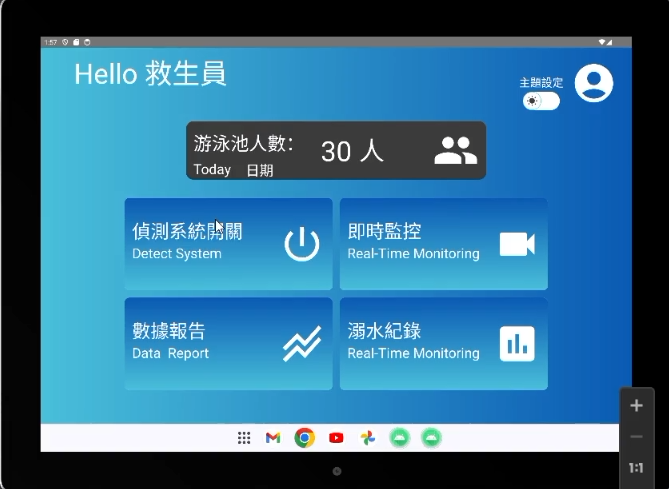 1:57
Hello 救生員
主題設定
游泳池人數:
30 人
Today 日期
偵測系統開關
Detect System
即時監控
Real-Time Monitoring
數據報告
Data Report
溺水紀錄
Real-Time Monitoring
1:1